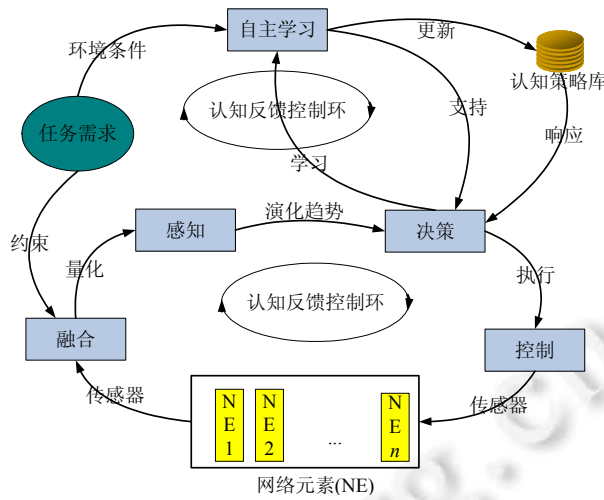 自主学习
更新
环境条件
认知策略库
认知反馈控制环
支持
响应
任务需求
学习
演化趋势
感知
决策
约束
量化
执行
认知反馈控制环
融合
控制
传感器
传感器
N
E
1
N
E
2
...
N
E
n
网络元素(NE)